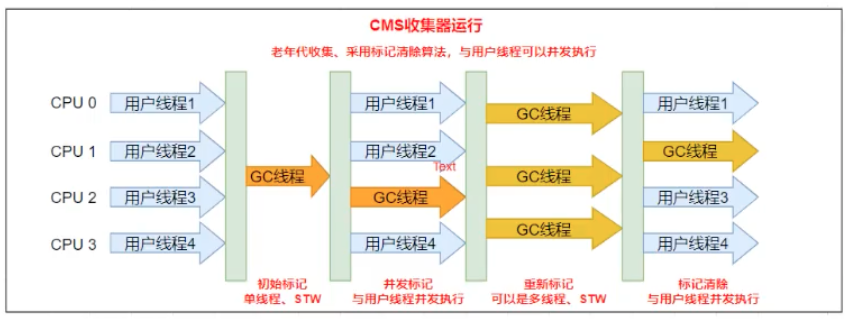 CMS收集器运行
老年代收集、采用标记清除算法，与用户线程可以并发执行
CPU 0
用户线程1
用户线程1
GC线程
用户线程1
CPU 1
用户线程2
用户线程2
GC线程
Text
GC线程
GC线程
CPU 2
用户线程3
GC线程
用户线程3
GC线程
CPU 3
用户线程4
用户线程4
用户线程4
初始标记
单线程、STW
并发标记
与用户线程并发执行
重新标记
可以是多线程、STW
标记清除
与用户线程并发执行